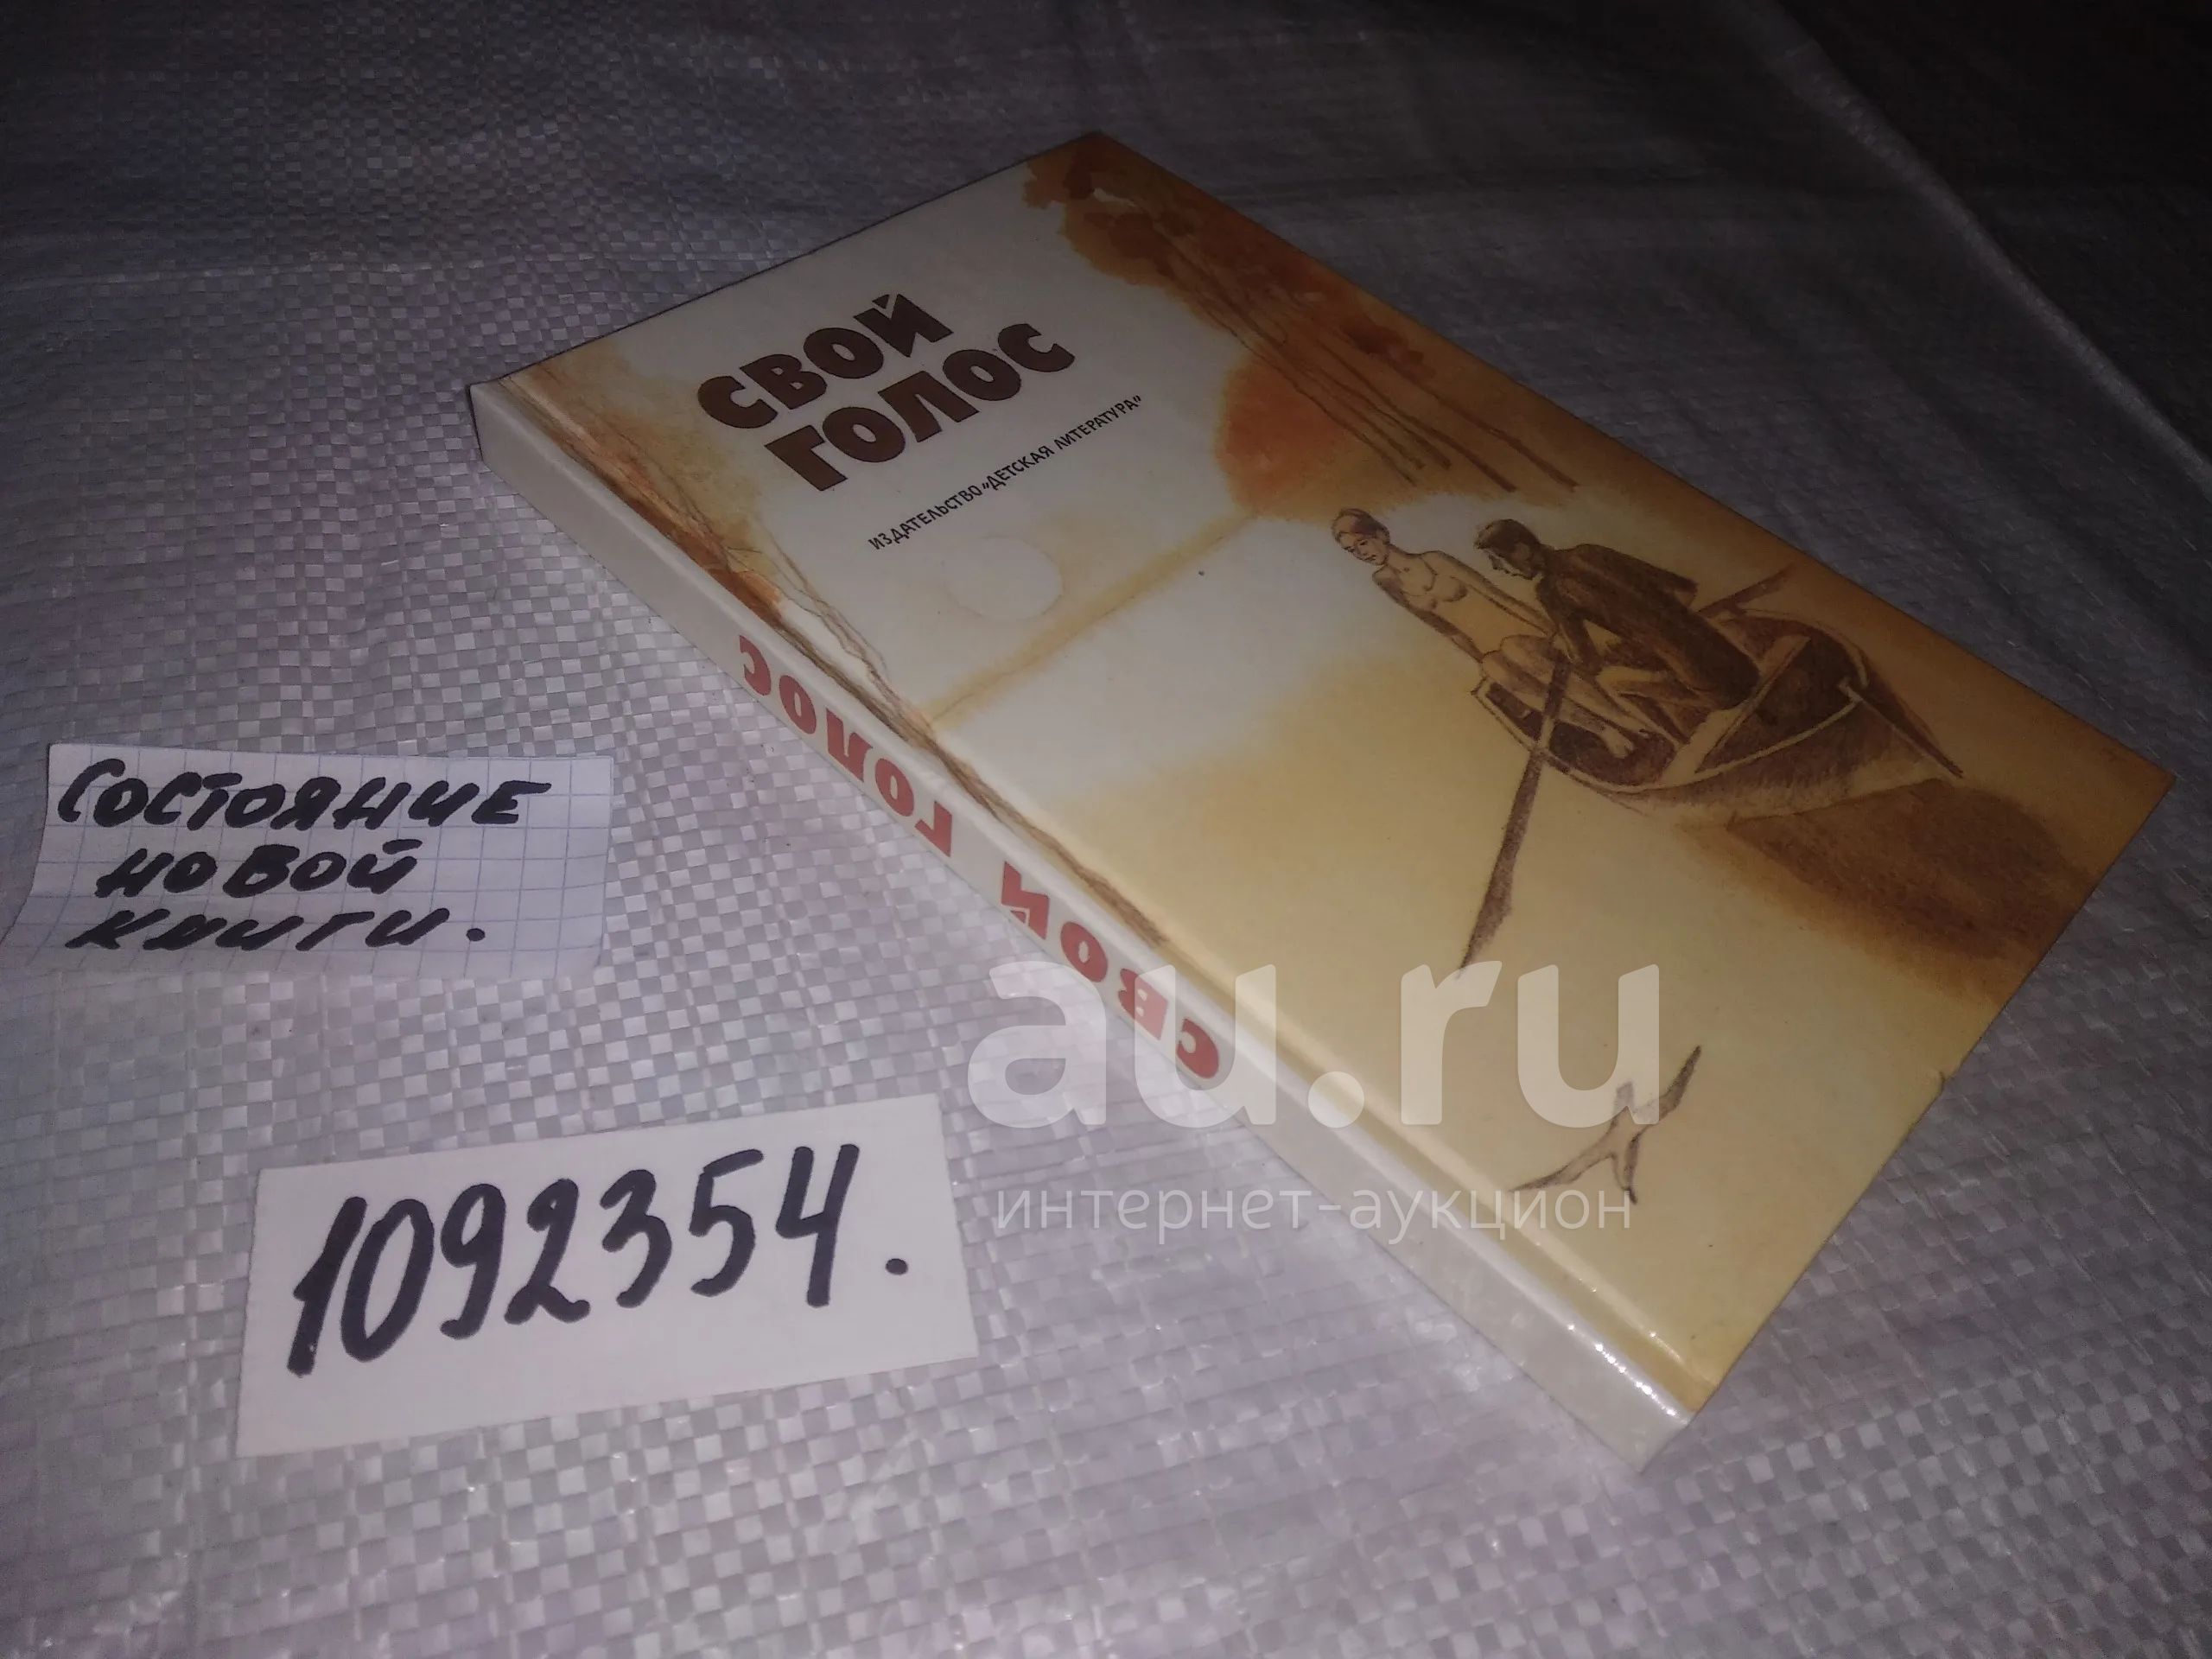 СВОЙ
ГОЛОС
ИЗДАТЕЛЬСТВО „ДЕТСКАЯ ЛИТЕРАТУРА"
СВОЙ ГОЛОС
СОСТОЯНИЕ
НОВОЙ
КНИГИ.
1092354.
au.ru
интернет-аукцион